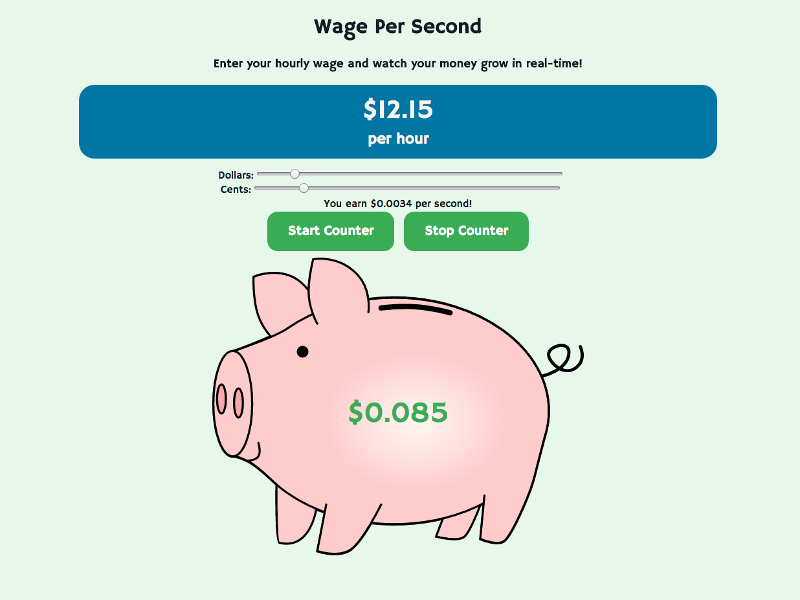 Wage Per Second
Enter your hourly wage and watch your money grow in real-time!
$12.15
per hour
Dollars:
Cents:
You earn $0.0034 per second!
Start Counter Stop Counter
$0.085